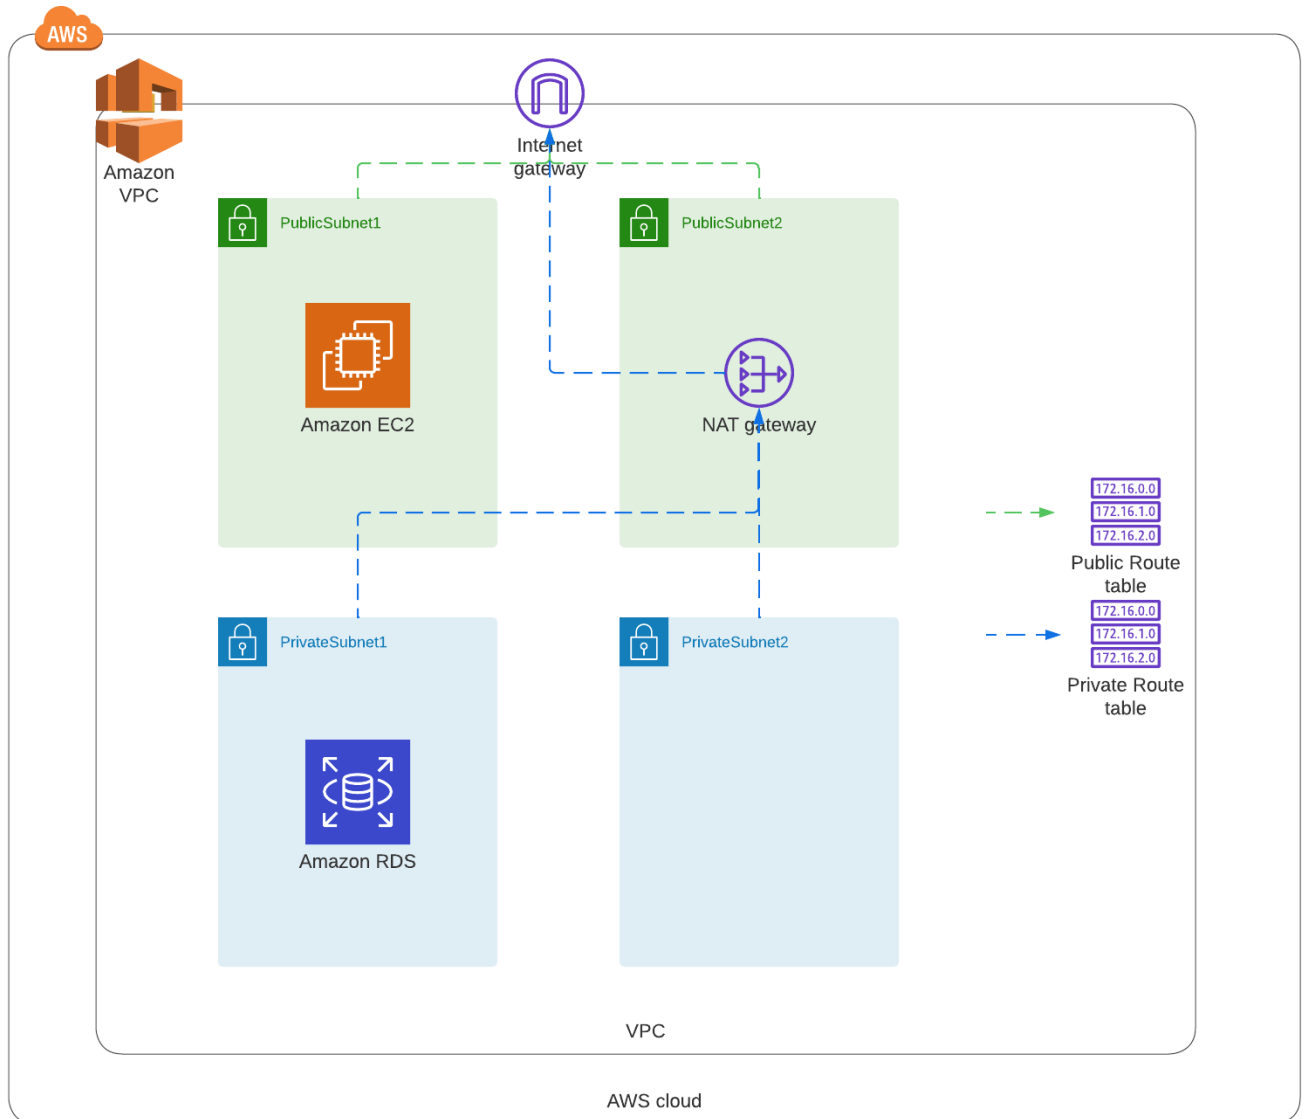 AWS
Amazon
VPC
Internet
gateway
PublicSubnet1
PublicSubnet2
Amazon EC2
NAT gateway
172.16.0.0
172.16.1.0
172.16.2.0
Public Route
table
172.16.0.0
172.16.1.0
172.16.2.0
Private Route
table
PrivateSubnet1
PrivateSubnet2
Amazon RDS
VPC
AWS cloud